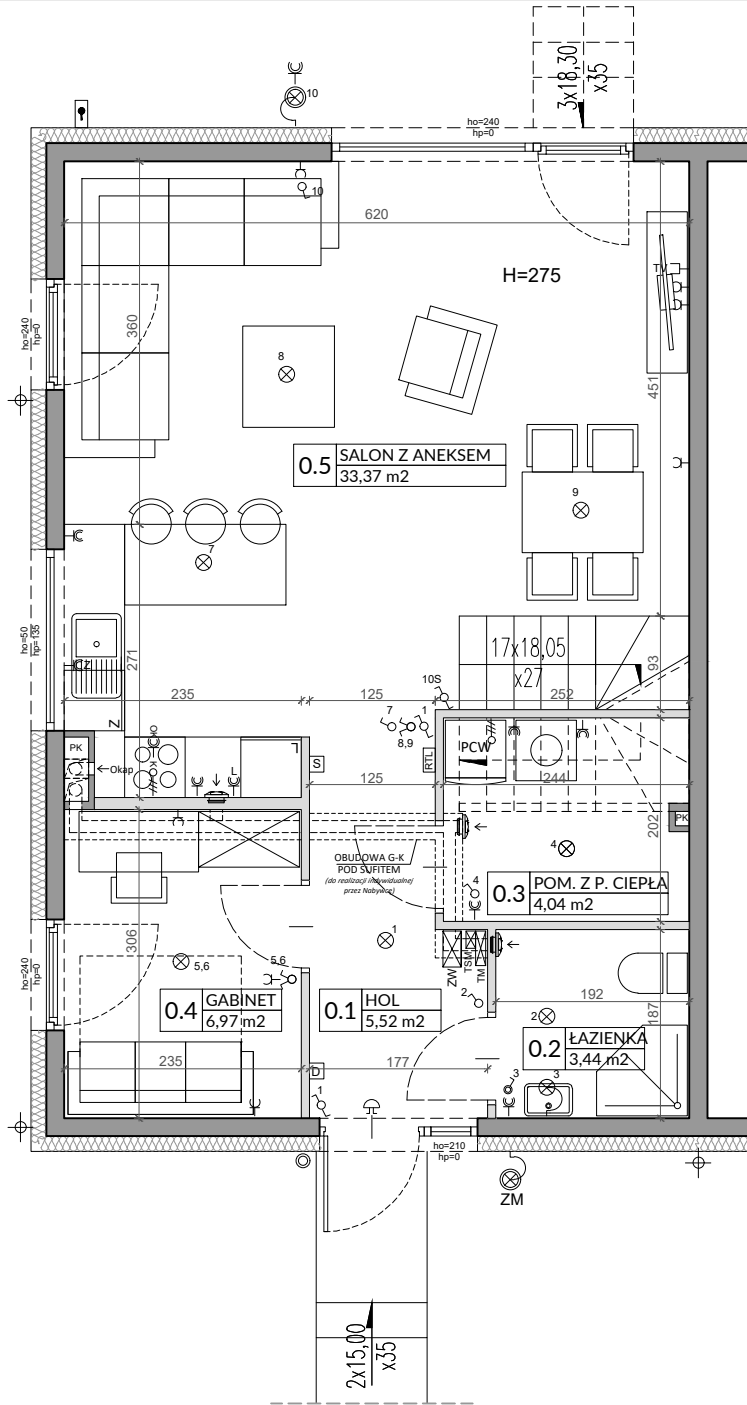 3x18,30
x35
10
ho=240
hp=0
10
620
H=275
TV
ho=240
hp=0
360
8
451
0.5
SALON Z ANEKSEM
33,37 m2
9
7
ho=50
hp=135
CZ
271
17x18,05
x27
93
235
125
10S
252
Z
7
1
8,9
PK
Okap
OK
K
L
S
RTL
PCW
125
244
202
PK
OBUDOWA G-K
POD SUFITEM
(do realizacji indywidualnej
przez Nabywcę)
4
4
0.3
POM. Z P. CIEPŁA
4,04 m2
306
ho=240
hp=0
5,6
5,6
1
ZW
TSM
TM
2
192
187
0.4
GABINET
6,97 m2
0.1
HOL
5,52 m2
2
0.2
ŁAZIENKA
3,44 m2
235
D
177
1
3
3
ho=210
hp=0
ZM
2x15,00
x35